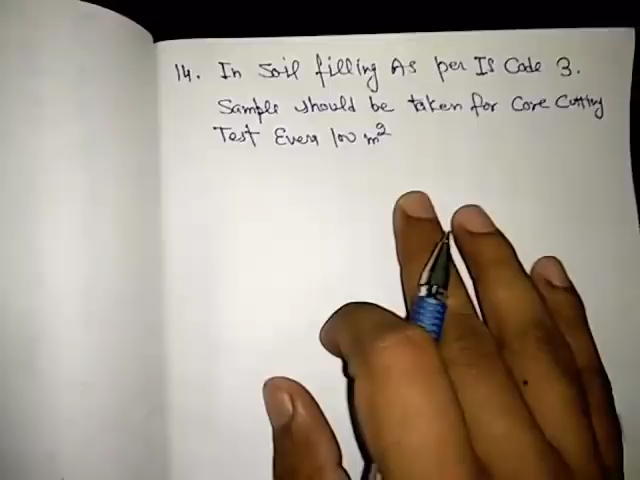 14. In Soil filling As per Is Code 3.
Sample should be taken for Core Cutting
Test Every 100 m²